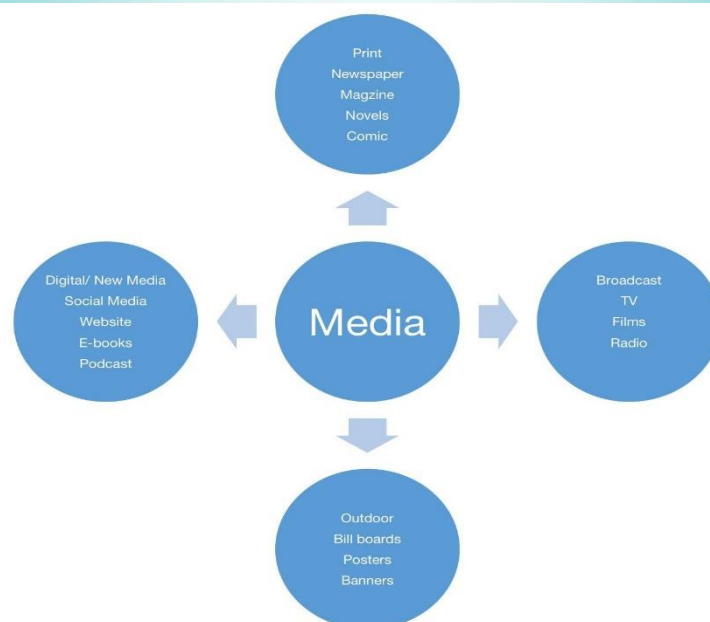 Print
Newspaper
Magzine
Novels
Comic
Digital/ New Media
Social Media
Website
E-books
Podcast
Media
Broadcast
TV
Films
Radio
Outdoor
Bill boards
Posters
Banners